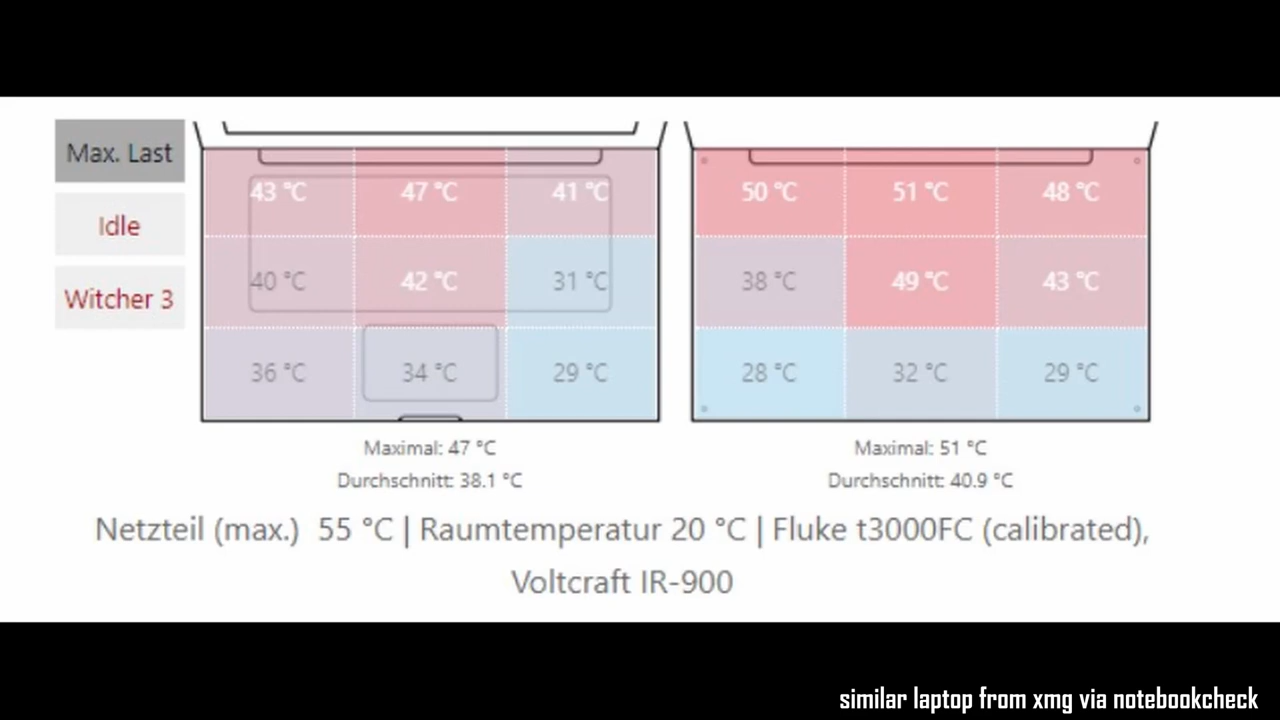 Max. Last
Idle
Witcher 3
43 °C 47 °C 41 °C
40 °C 42 °C 31 °C
36 °C 34 °C 29 °C
Maximal: 47 °C
Durchschnitt: 38.1 °C
50 °C 51 °C 48 °C
38 °C 49 °C 43 °C
28 °C 32 °C 29 °C
Maximal: 51 °C
Durchschnitt: 40.9 °C
Netzteil (max.) 55 °C | Raumtemperatur 20 °C | Fluke t3000FC (calibrated),
Voltcraft IR-900
similar laptop from xmg via notebookcheck